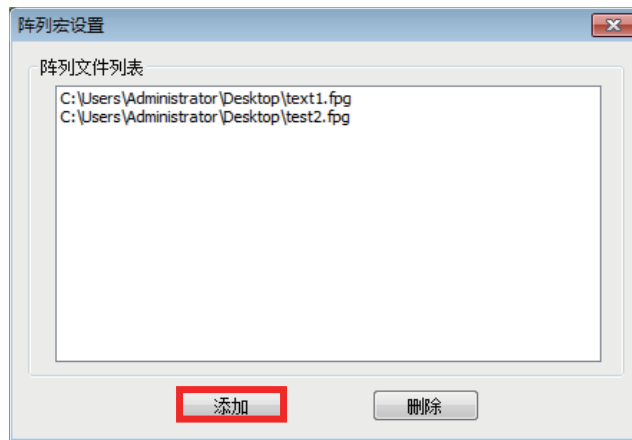 阵列宏设置
阵列文件列表
C:\Users\Administrator\Desktop\text1.fpg
C:\Users\Administrator\Desktop\test2.fpg
添加
删除